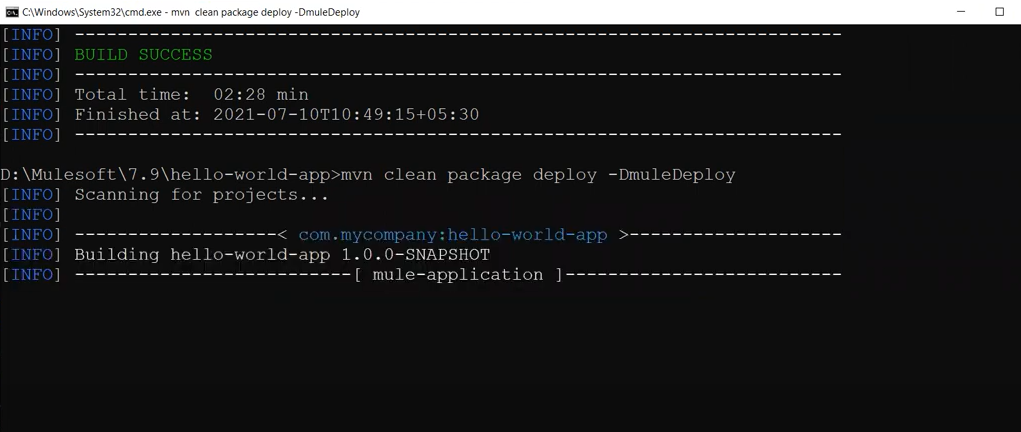 C:\Windows\System32\cmd.exe - mvn  clean package deploy -DmuleDeploy
[INFO] ------------------------------------------------------------------------
[INFO] BUILD SUCCESS
[INFO] ------------------------------------------------------------------------
[INFO] Total time:  02:28 min
[INFO] Finished at: 2021-07-10T10:49:15+05:30
[INFO] ------------------------------------------------------------------------
D:\Mulesoft\7.9\hello-world-app>mvn clean package deploy -DmuleDeploy
[INFO] Scanning for projects...
[INFO]
[INFO] -------------------< com.mycompany:hello-world-app >--------------------
[INFO] Building hello-world-app 1.0.0-SNAPSHOT
[INFO] --------------------------[ mule-application ]--------------------------